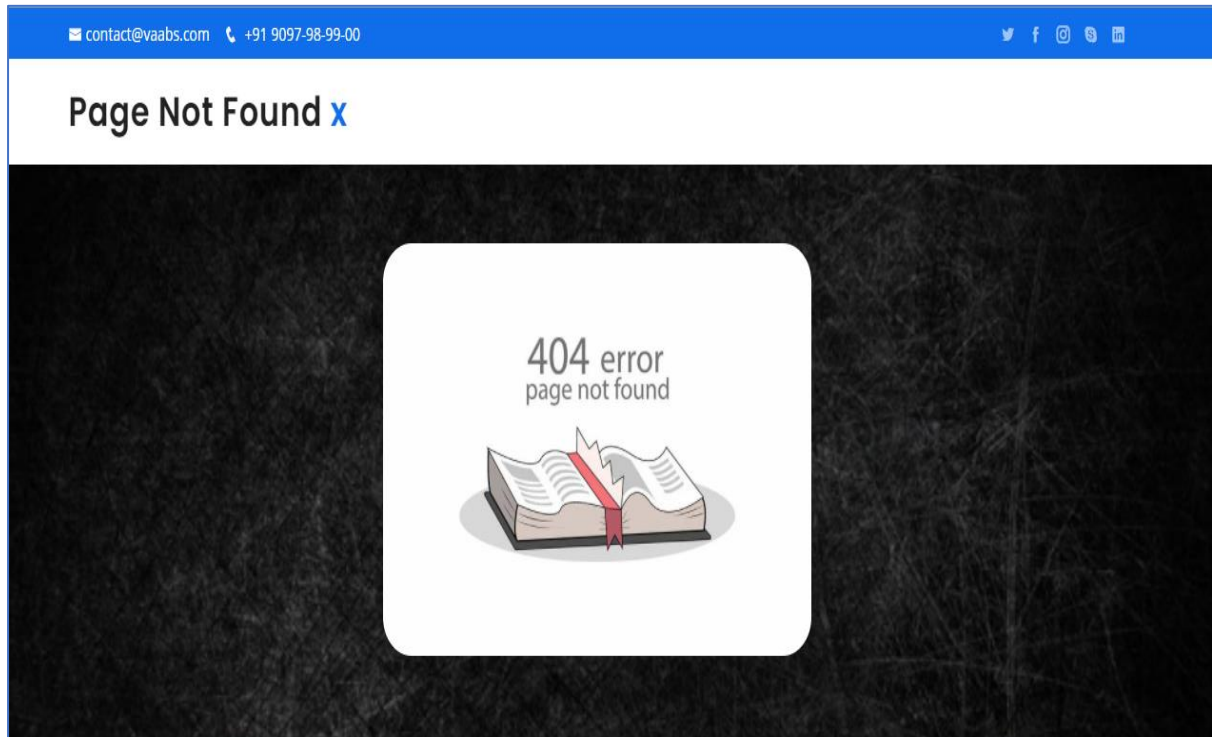 contact@vaabs.com +91 9097-98-99-00
Page Not Found x
404 error
page not found